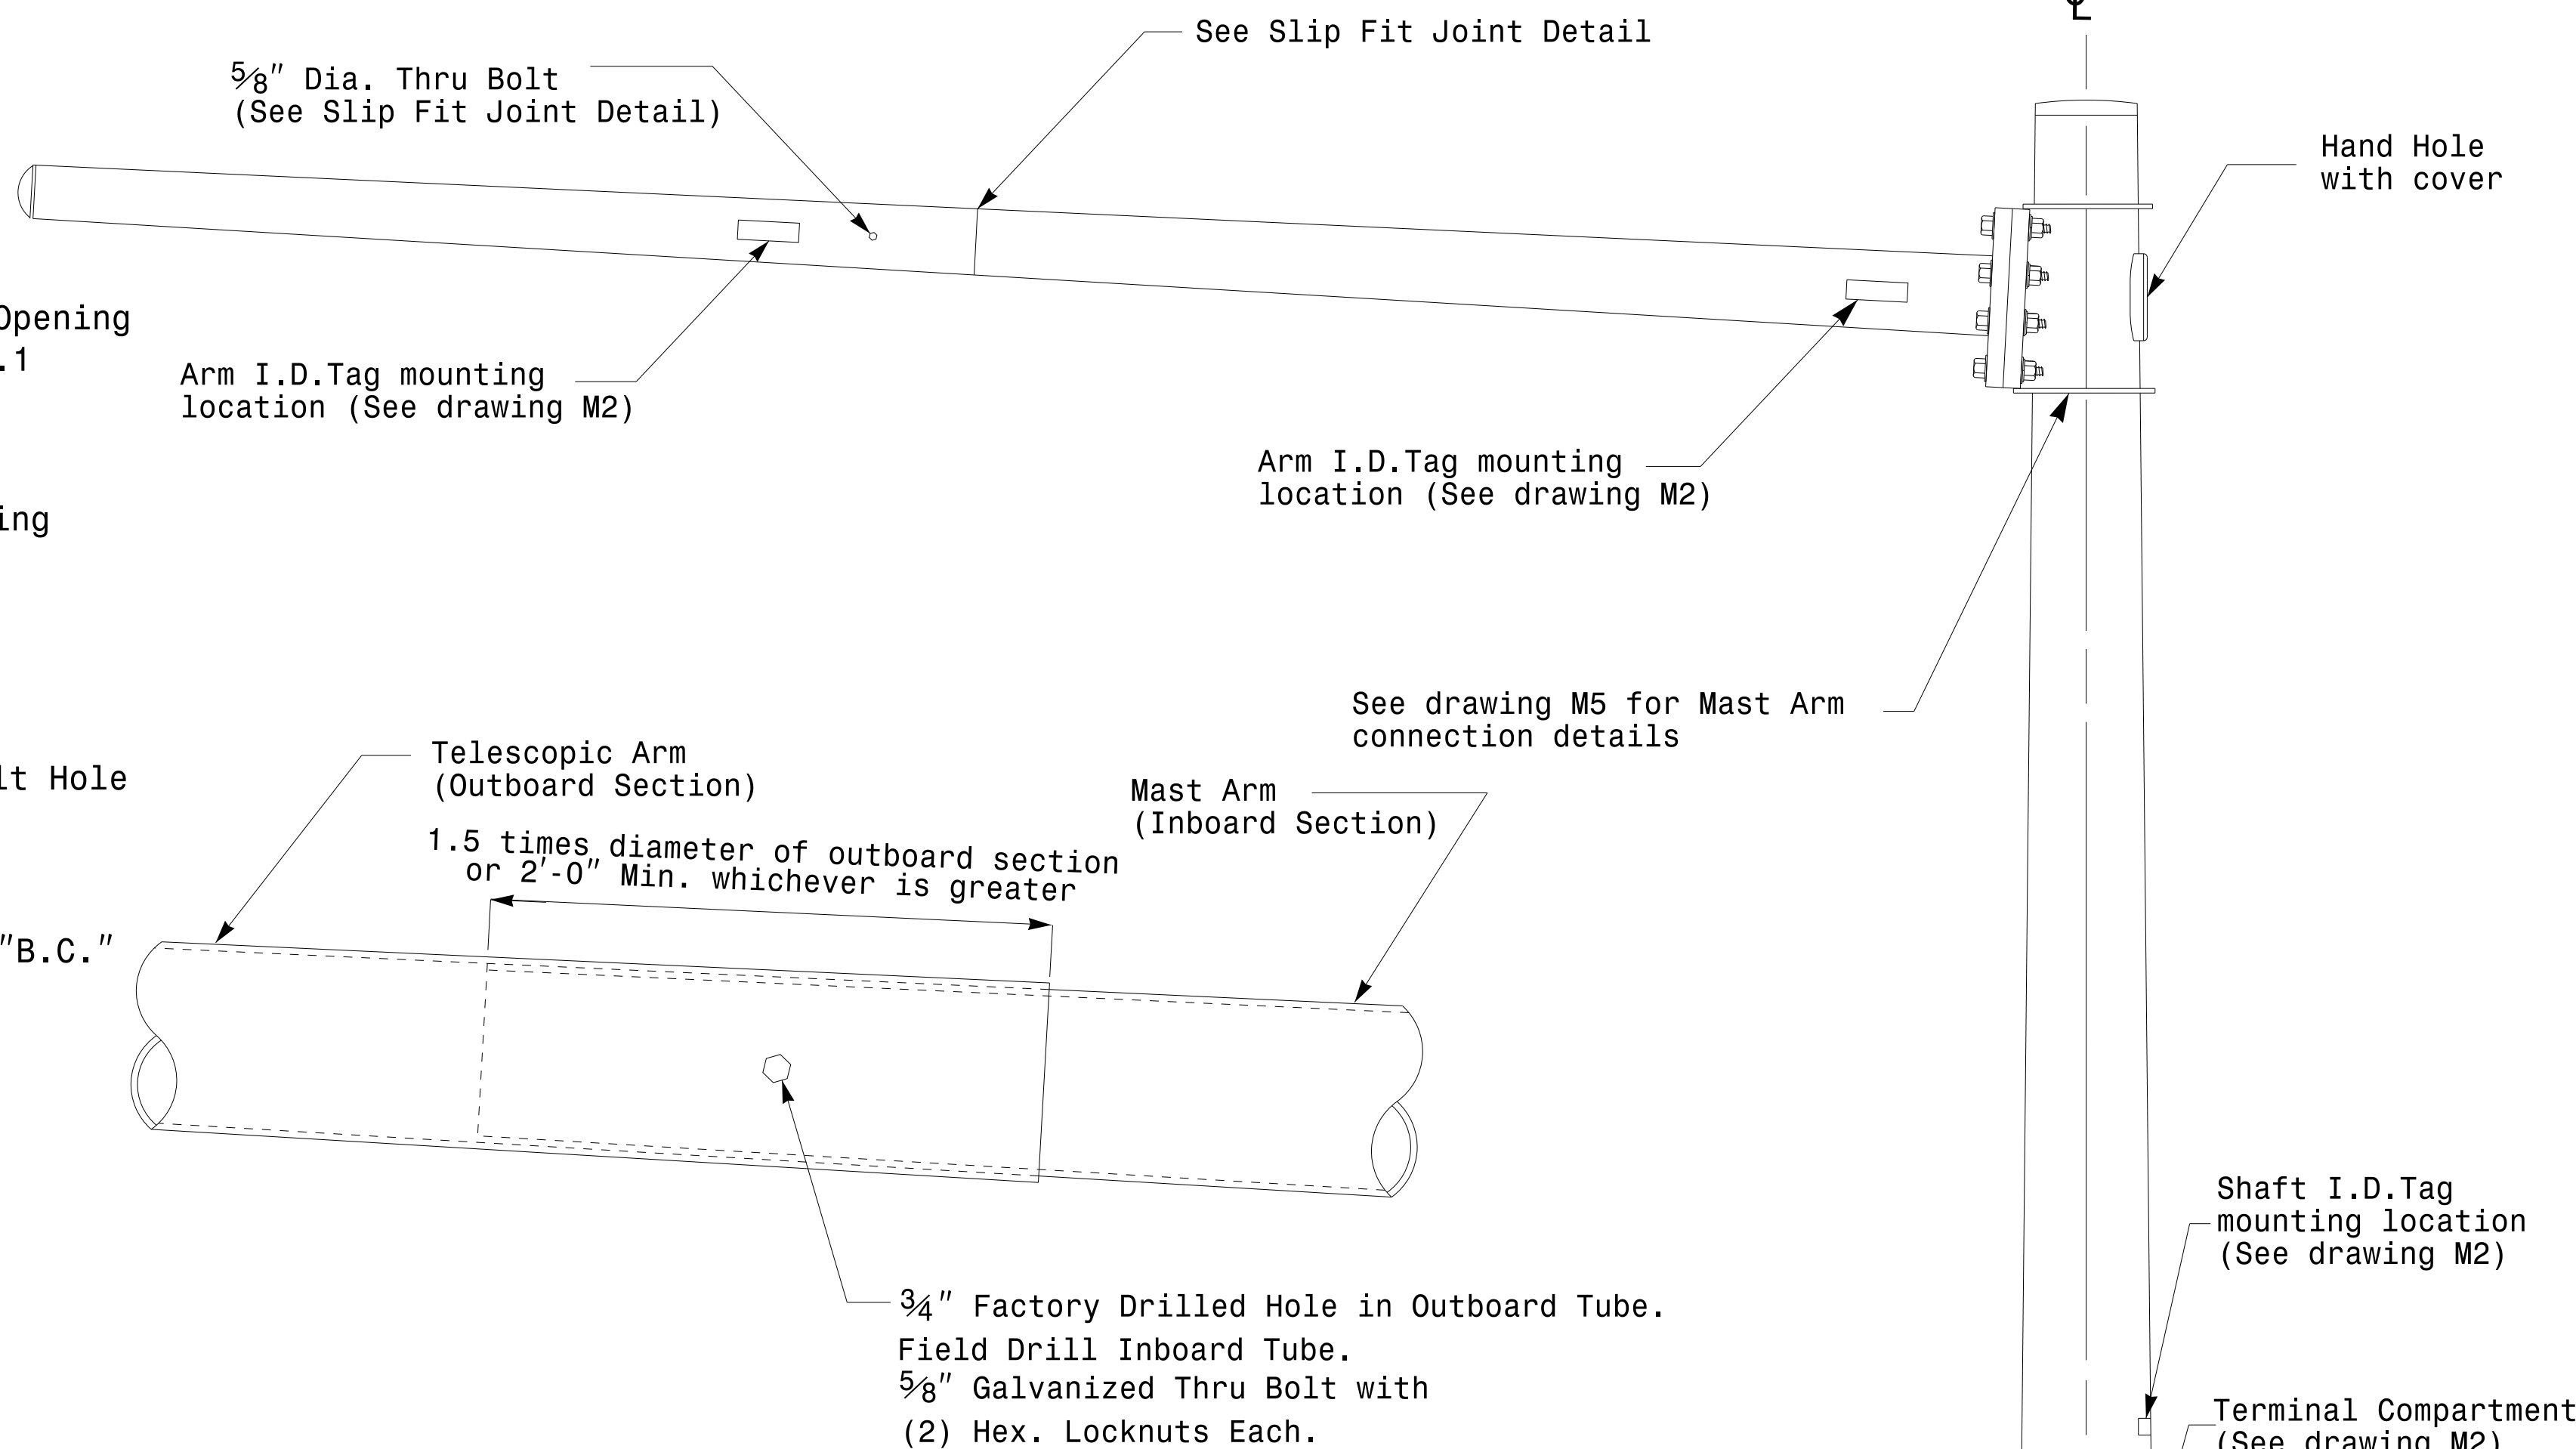 ℄
See Slip Fit Joint Detail
5/8" Dia. Thru Bolt
(See Slip Fit Joint Detail)
Hand Hole
with cover
Opening
.1
Arm I.D.Tag mounting
location (See drawing M2)
Arm I.D.Tag mounting
location (See drawing M2)
ing
See drawing M5 for Mast Arm
connection details
Telescopic Arm
(Outboard Section)
lt Hole
Mast Arm
(Inboard Section)
1.5 times diameter of outboard section
or 2'-0" Min. whichever is greater
"B.C."
Shaft I.D.Tag
mounting location
(See drawing M2)
3/4" Factory Drilled Hole in Outboard Tube.
Field Drill Inboard Tube.
5/8" Galvanized Thru Bolt with
(2) Hex. Locknuts Each.
Terminal Compartment
(See drawing M2)